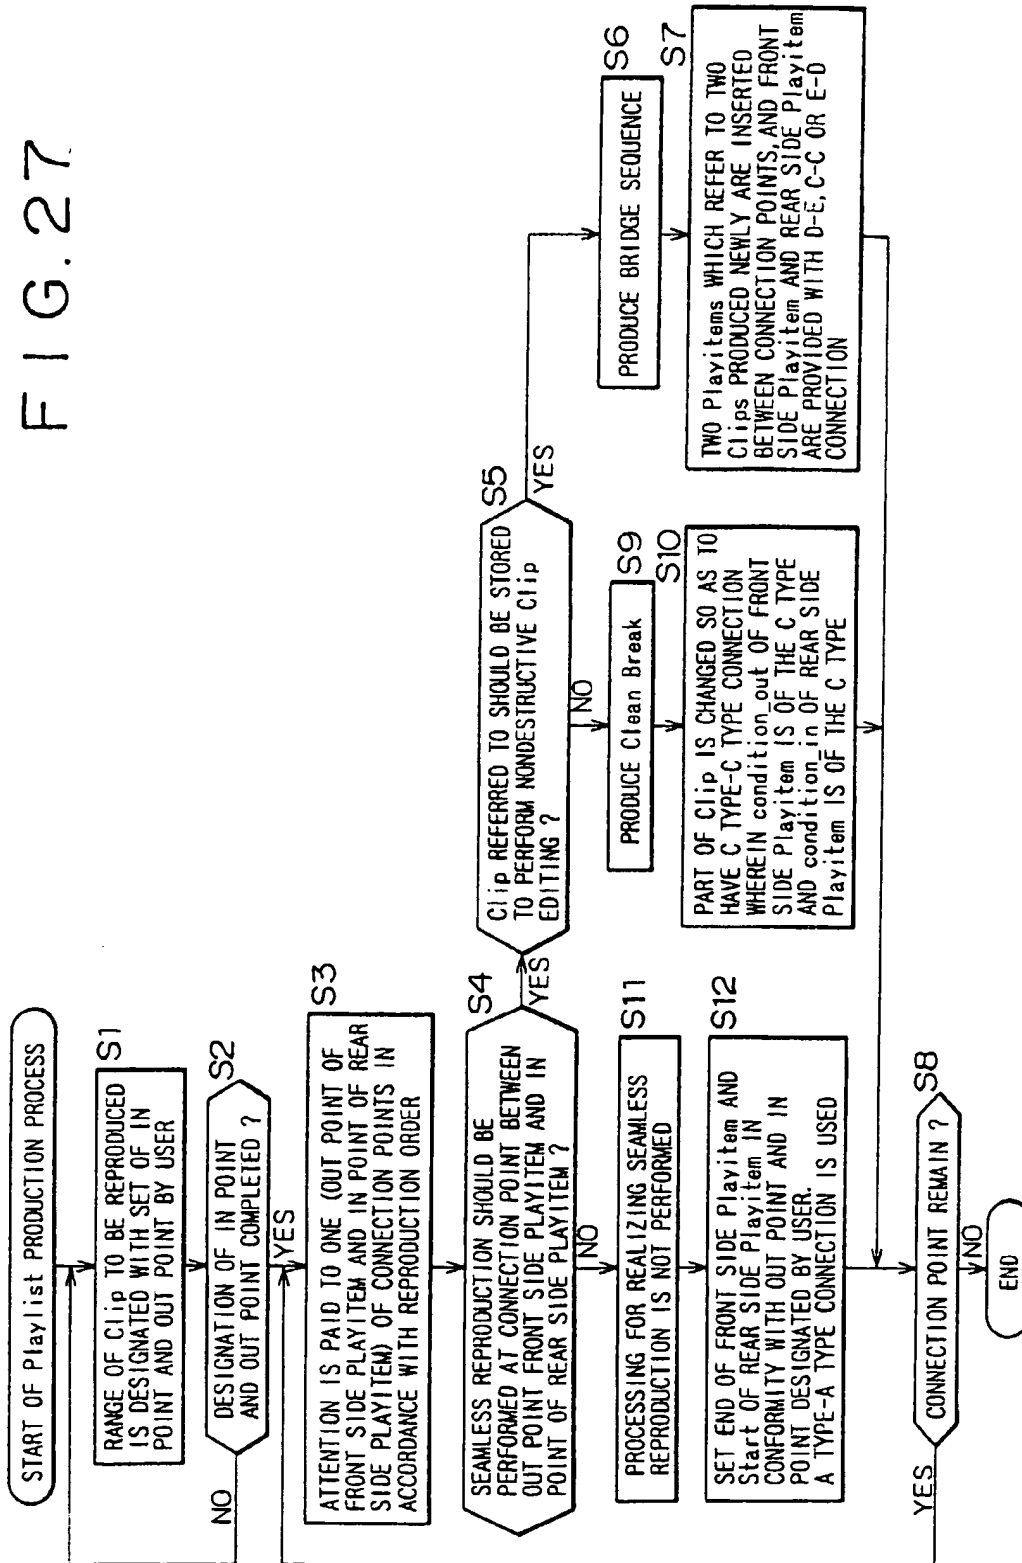 FIG.27
START OF Playlist PRODUCTION PROCESS
S1
RANGE OF Clip TO BE REPRODUCED
IS DESIGNATED WITH SET OF IN
POINT AND OUT POINT BY USER
S2
DESIGNATION OF IN POINT
AND OUT POINT COMPLETED ?
NO
YES
S3
ATTENTION IS PAID TO ONE (OUT POINT OF
FRONT SIDE PLAYITEM AND IN POINT OF REAR
SIDE PLAYITEM) OF CONNECTION POINTS IN
ACCORDANCE WITH REPRODUCTION ORDER
S4
SEAMLESS REPRODUCTION SHOULD BE
PERFORMED AT CONNECTION POINT BETWEEN
OUT POINT FRONT SIDE PLAYITEM AND IN
POINT OF REAR SIDE PLAYITEM ?
YES
NO
S5
Clip REFERRED TO SHOULD BE STORED
TO PERFORM NONDESTRUCTIVE Clip
EDITING ?
YES
NO
S6
PRODUCE BRIDGE SEQUENCE
S7
TWO Playitems WHICH REFER TO TWO
Clips PRODUCED NEWLY ARE INSERTED
BETWEEN CONNECTION POINTS, AND FRONT
SIDE Playitem AND REAR SIDE Playitem
ARE PROVIDED WITH D-E, C-C OR E-D
CONNECTION
S9
PRODUCE Clean Break
S10
PART OF Clip IS CHANGED SO AS TO
HAVE C TYPE-C TYPE CONNECTION
WHEREIN condition_out OF FRONT
SIDE Playitem IS OF THE C TYPE
AND condition_in OF REAR SIDE
Playitem IS OF THE C TYPE
S11
PROCESSING FOR REALIZING SEAMLESS
REPRODUCTION IS NOT PERFORMED
S12
SET END OF FRONT SIDE Playitem AND
Start OF REAR SIDE Playitem IN
CONFORMITY WITH OUT POINT AND IN
POINT DESIGNATED BY USER.
A TYPE-A TYPE CONNECTION IS USED
S8
CONNECTION POINT REMAIN ?
YES
NO
END